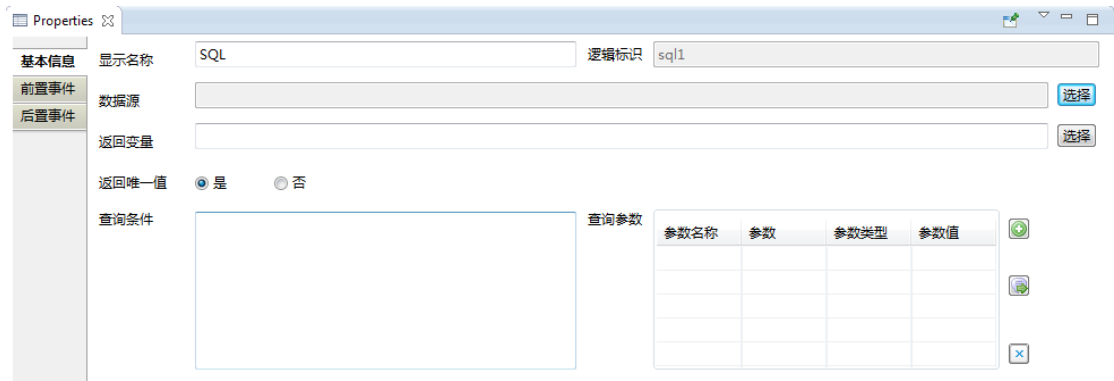 Properties
基本信息
前置事件
后置事件
显示名称 SQL 逻辑标识 sql1
数据源 选择
返回变量 选择
返回唯一值 是 否
查询条件 查询参数
参数名称 参数 参数类型 参数值